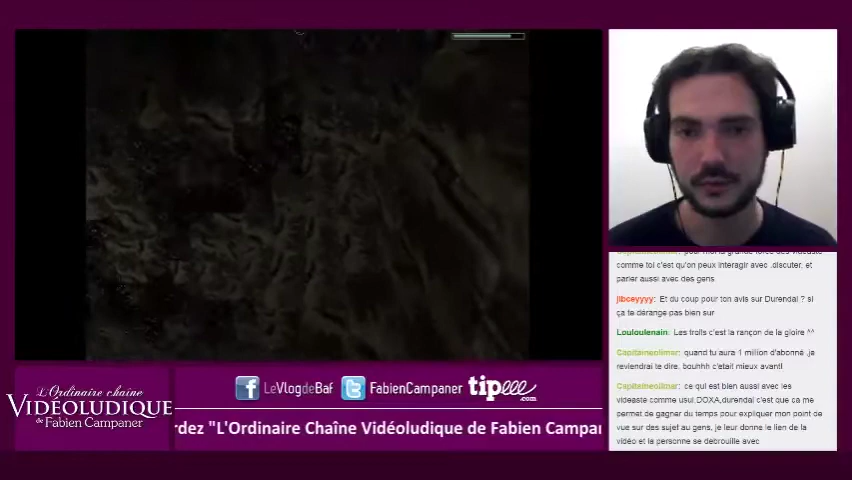 comme toi c'est qu'on peux interagir avec .discuter, et
parler aussi avec des gens
jibceyyyy: Et du coup pour ton avis sur Durendal ? si
ça te dérange pas bien sur
Louloulenain: Les trolls c'est la rançon de la gloire ^^
Capitaineolimar: quand tu aura 1 million d'abonné ,je
reviendrai te dire, bouhhh c'etait mieux avant!
Capitaineolimar: ce qui est bien aussi avec les
videaste comme usul,DOXA,durendal c'est que ca me
permet de gagner du temps pour expliquer mon point de
vue sur des sujet au gens, je leur donne le lien de la
vidéo et la personne se debrouille avec
LeVlogdeBaf FabienCampaner tipeee.com
L'Ordinaire chaîne
VIDÉOLUDIQUE
de Fabien Campaner
rdez "L'Ordinaire Chaîne Vidéoludique de Fabien Campa